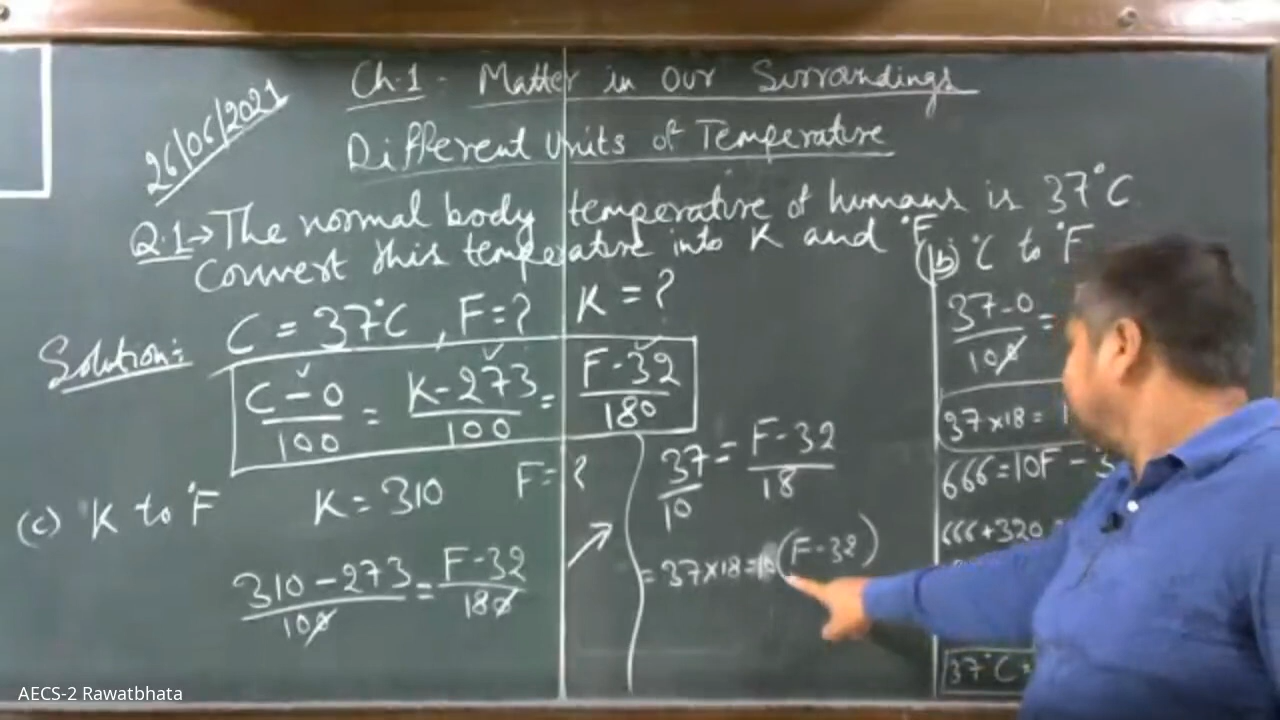 26/06/2021
Ch.1 - Matter in Our Surroundings
Different Units of Temperature
Q.1→ The normal body temperature of humans is 37°C.
Convert this temperature into K and °F
Solution:-
C = 37°C, F = ? K = ?
C - 0 / 100 = K - 273 / 100 = F - 32 / 180
(c) K to °F
K = 310 F = ?
310 - 273 / 100 = F - 32 / 180
37 / 10 = F - 32 / 18
= 37×18 = 10(F - 32)
(b) °C to °F
37 - 0 / 100 =
37×18 =
666 = 10F - 3
666 + 320
37°C =
AECS-2 Rawatbhata